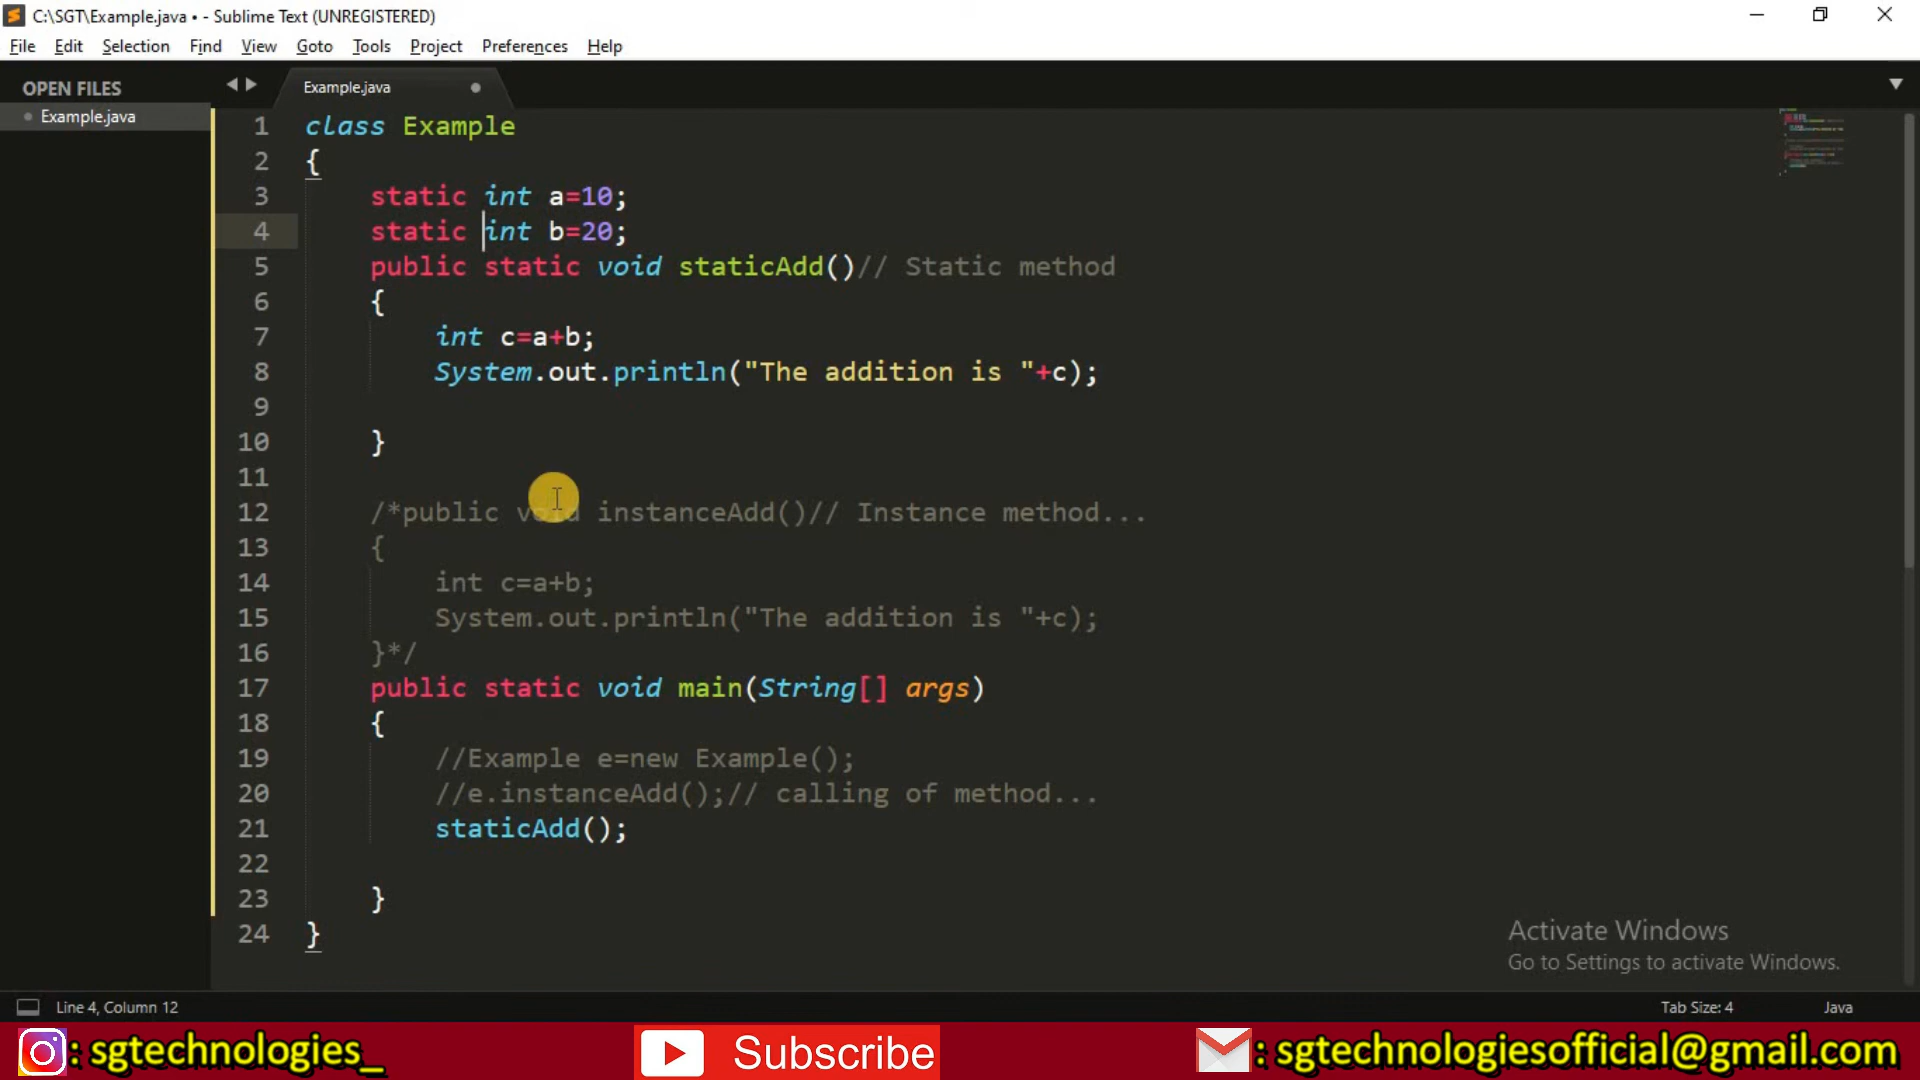 C:\SGT\Example.java • - Sublime Text (UNREGISTERED)
File Edit Selection Find View Goto Tools Project Preferences Help
OPEN FILES
Example.java
Example.java
1 class Example
2 {
3 static int a=10;
4 static int b=20;
5 public static void staticAdd()// Static method
6 {
7 int c=a+b;
8 System.out.println("The addition is "+c);
9
10 }
11
12 /*public void instanceAdd()// Instance method...
13 {
14 int c=a+b;
15 System.out.println("The addition is "+c);
16 }*/
17 public static void main(String[] args)
18 {
19 //Example e=new Example();
20 //e.instanceAdd();// calling of method...
21 staticAdd();
22
23 }
24 }
Activate Windows
Go to Settings to activate Windows.
Line 4, Column 12 Tab Size: 4 Java
: sgtechnologies_ Subscribe : sgtechnologiesofficial@gmail.com